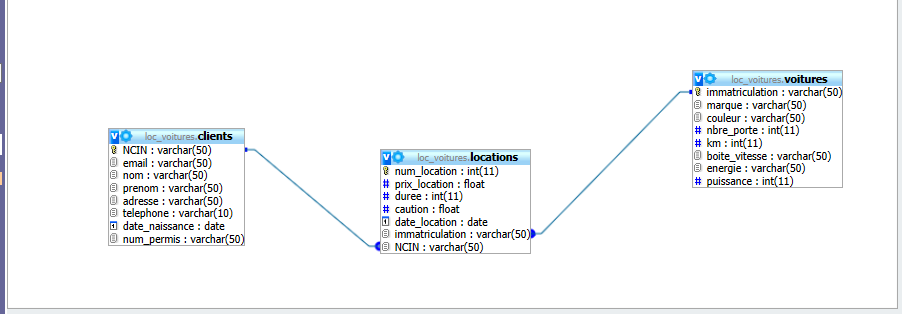 loc_voitures.clients
NCIN : varchar(50)
email : varchar(50)
nom : varchar(50)
prenom : varchar(50)
adresse : varchar(50)
telephone : varchar(10)
date_naissance : date
num_permis : varchar(50)
loc_voitures.locations
num_location : int(11)
prix_location : float
duree : int(11)
caution : float
date_location : date
immatriculation : varchar(50)
NCIN : varchar(50)
loc_voitures.voitures
immatriculation : varchar(50)
marque : varchar(50)
couleur : varchar(50)
nbre_porte : int(11)
km : int(11)
boite_vitesse : varchar(50)
energie : varchar(50)
puissance : int(11)